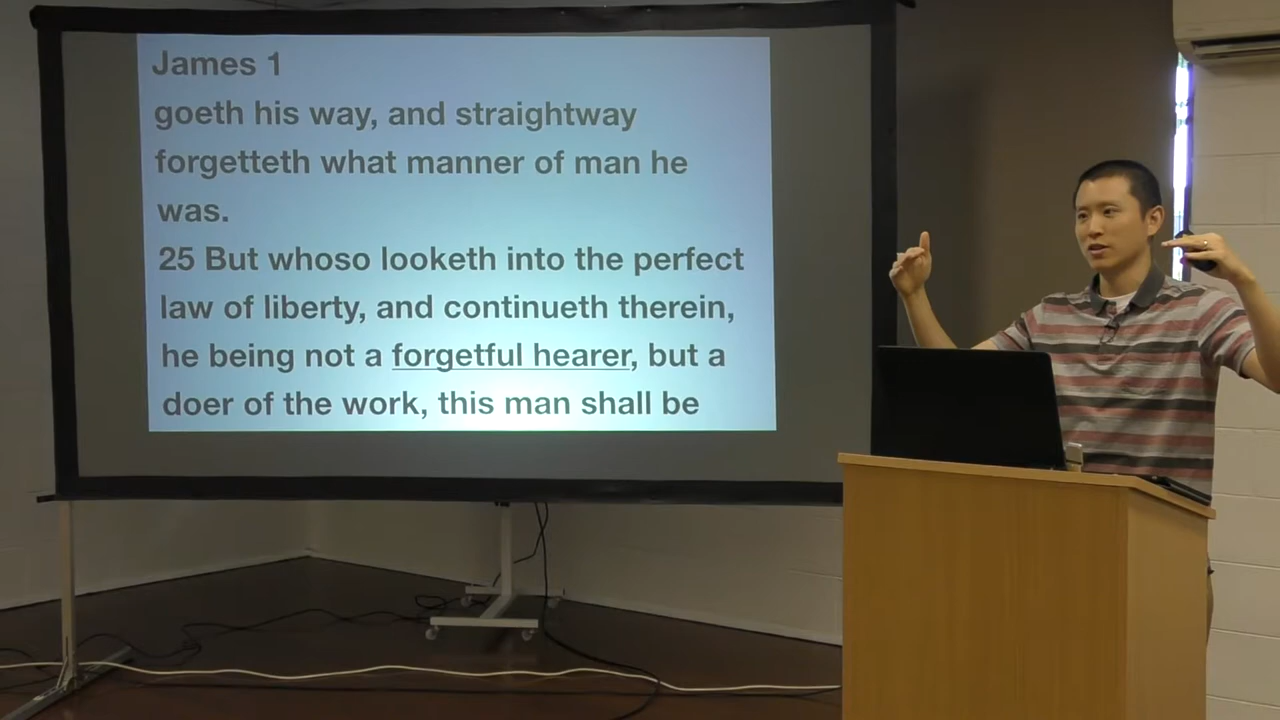 James 1
goeth his way, and straightway
forgetteth what manner of man he
was.
25 But whoso looketh into the perfect
law of liberty, and continueth therein,
he being not a forgetful hearer, but a
doer of the work, this man shall be